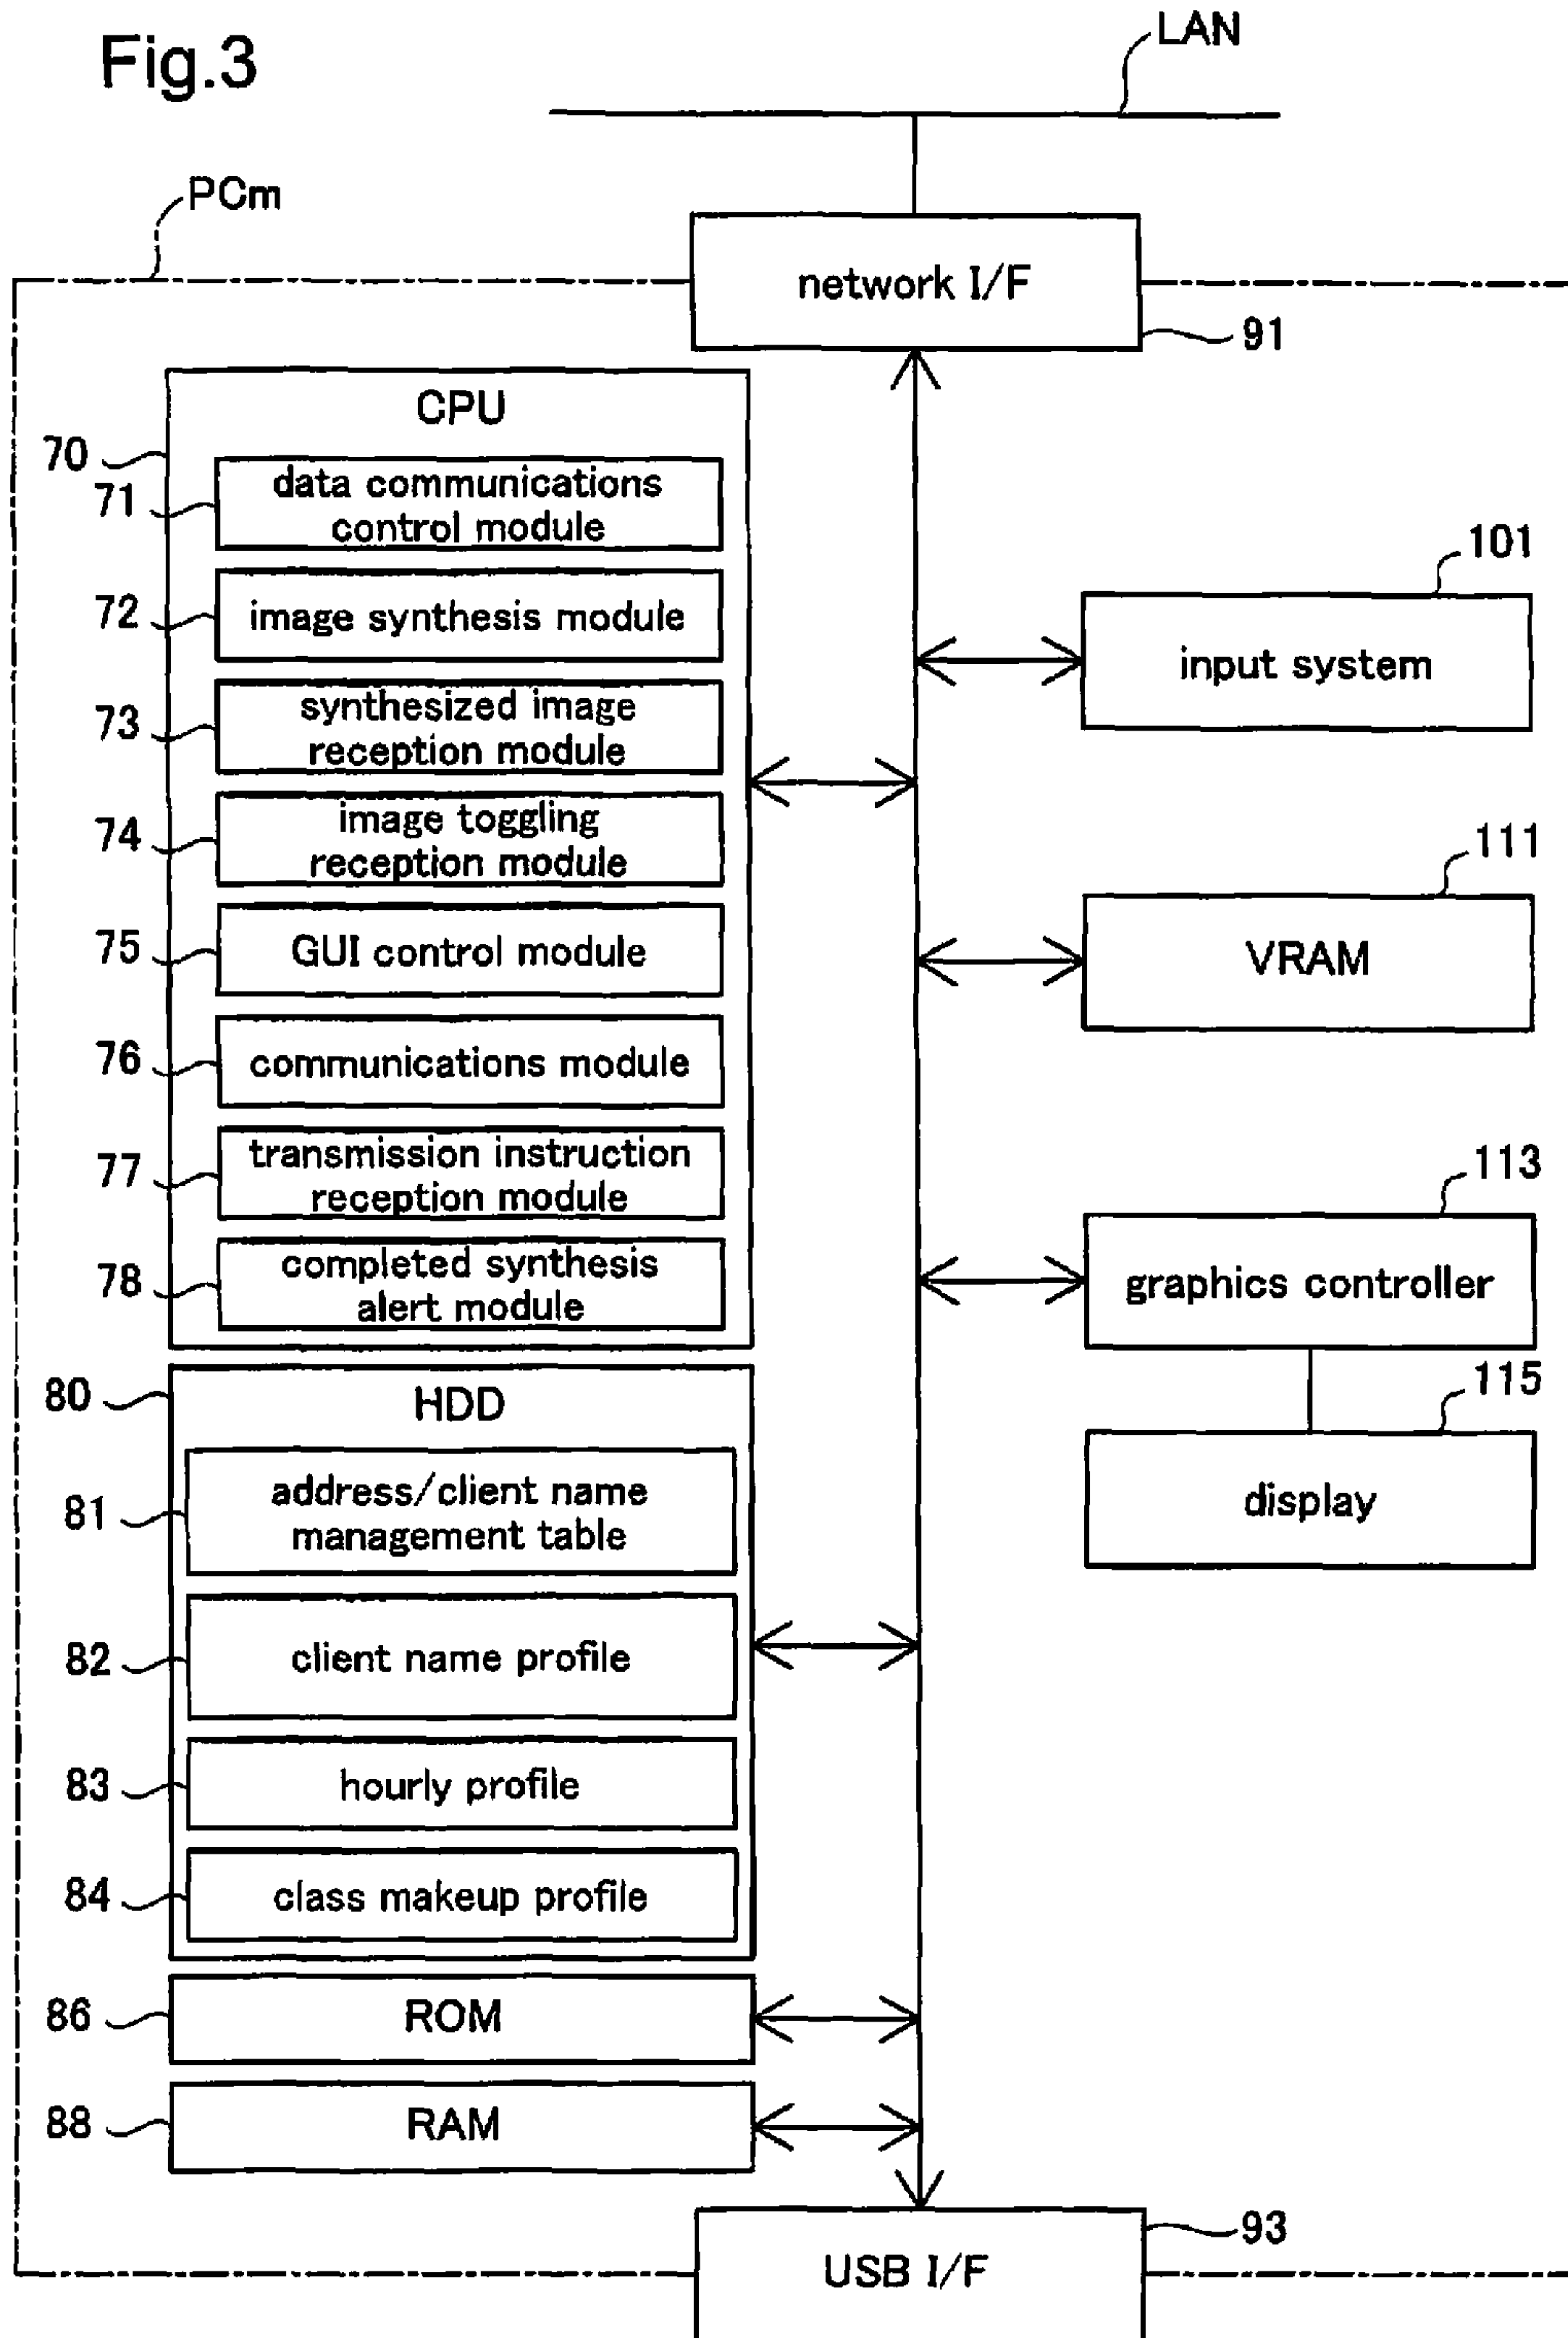 Fig.3
LAN
PCm
network I/F
91
CPU
70
71
data communications
control module
72
image synthesis module
73
synthesized image
reception module
74
image toggling
reception module
75
GUI control module
76
communications module
77
transmission instruction
reception module
78
completed synthesis
alert module
101
input system
111
VRAM
113
graphics controller
115
display
80
HDD
81
address/client name
management table
82
client name profile
83
hourly profile
84
class makeup profile
86
ROM
88
RAM
93
USB I/F